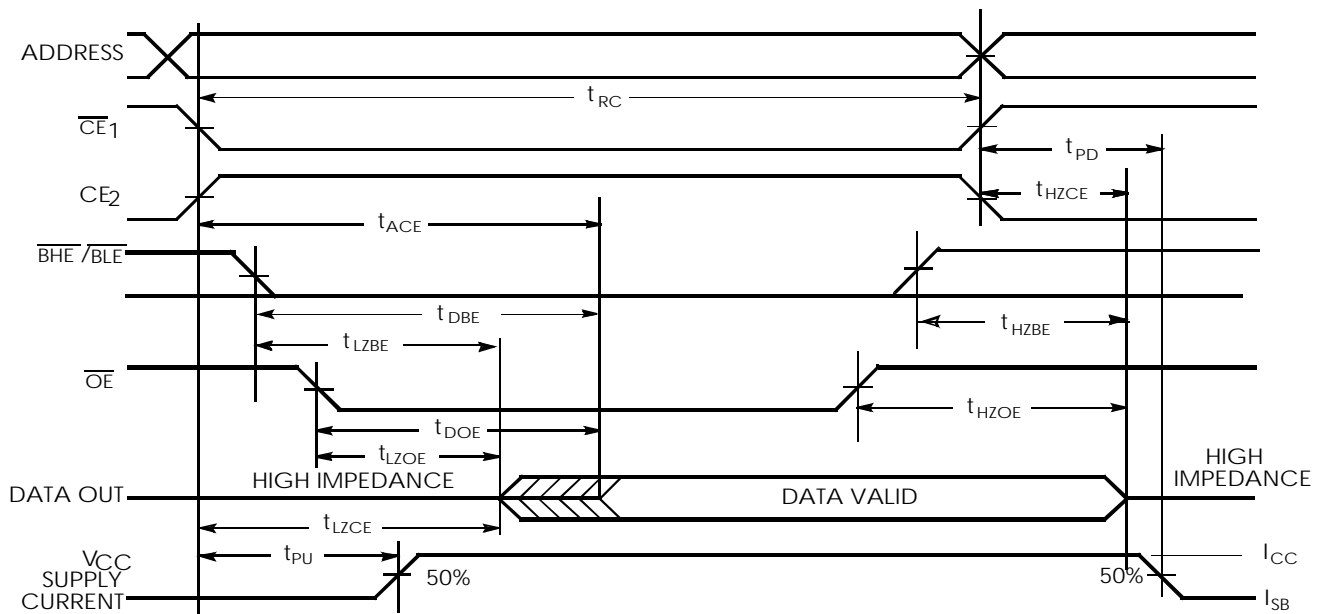 ADDRESS
tRC
CE1
tPD
CE2
tHZCE
tACE
BHE /BLE
tDBE
tHZBE
tLZBE
OE
tHZOE
tDOE
tLZOE
HIGH IMPEDANCE
HIGH
IMPEDANCE
DATA OUT
DATA VALID
tLZCE
VCC
SUPPLY
CURRENT
tPU
50%
50%
ICC
ISB